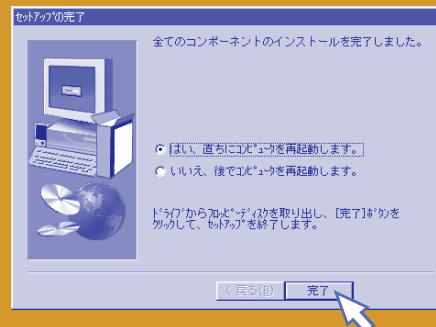 ｾｯﾄｱｯﾌﾟの完了
全てのコンポーネントのインストールを完了しました。
はい、直ちにｺﾝﾋﾟｭｰﾀを再起動します。
いいえ、後でｺﾝﾋﾟｭｰﾀを再起動します。
ﾄﾞﾗｲﾌﾞからﾌﾛｯﾋﾟｰﾃﾞｨｽｸを取り出し、[完了]ﾎﾞﾀﾝを
ｸﾘｯｸして、ｾｯﾄｱｯﾌﾟを終了します。
< 戻る(B)
完了